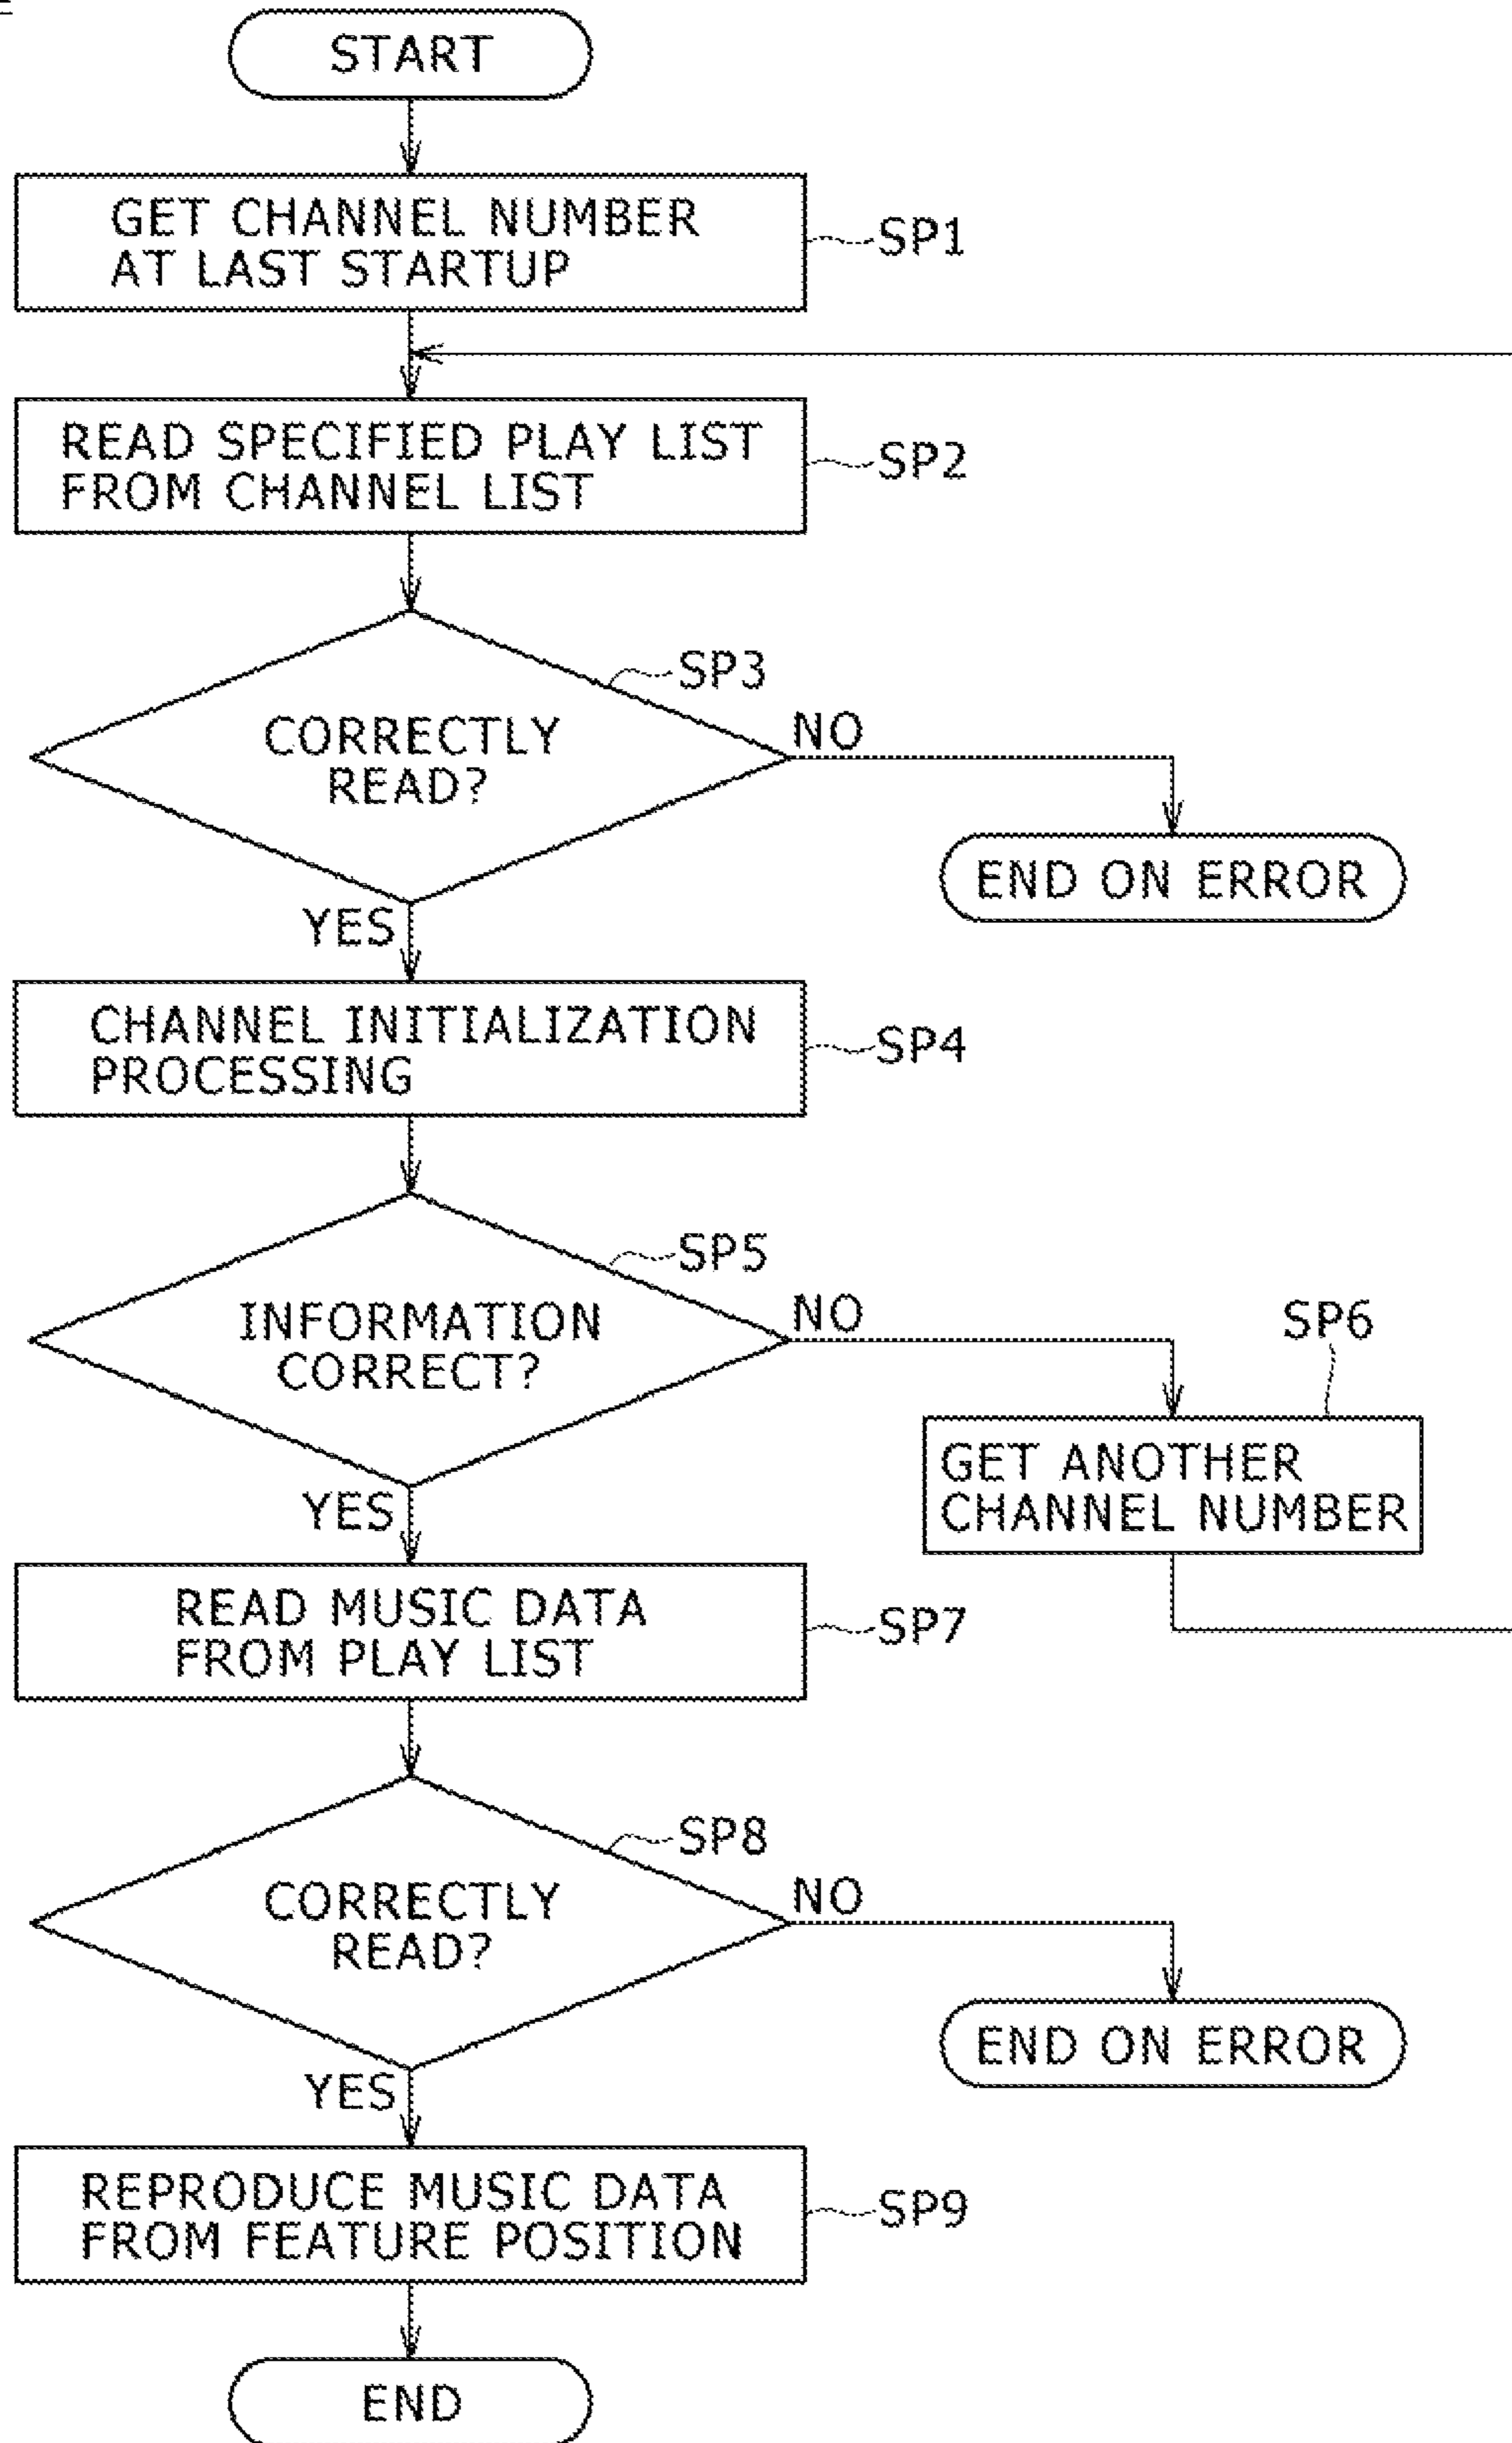 START
GET CHANNEL NUMBER
AT LAST STARTUP
SP1
READ SPECIFIED PLAY LIST
FROM CHANNEL LIST
SP2
SP3
CORRECTLY
READ?
NO
END ON ERROR
YES
CHANNEL INITIALIZATION
PROCESSING
SP4
SP5
INFORMATION
CORRECT?
NO
SP6
GET ANOTHER
CHANNEL NUMBER
YES
READ MUSIC DATA
FROM PLAY LIST
SP7
SP8
CORRECTLY
READ?
NO
END ON ERROR
YES
REPRODUCE MUSIC DATA
FROM FEATURE POSITION
SP9
END